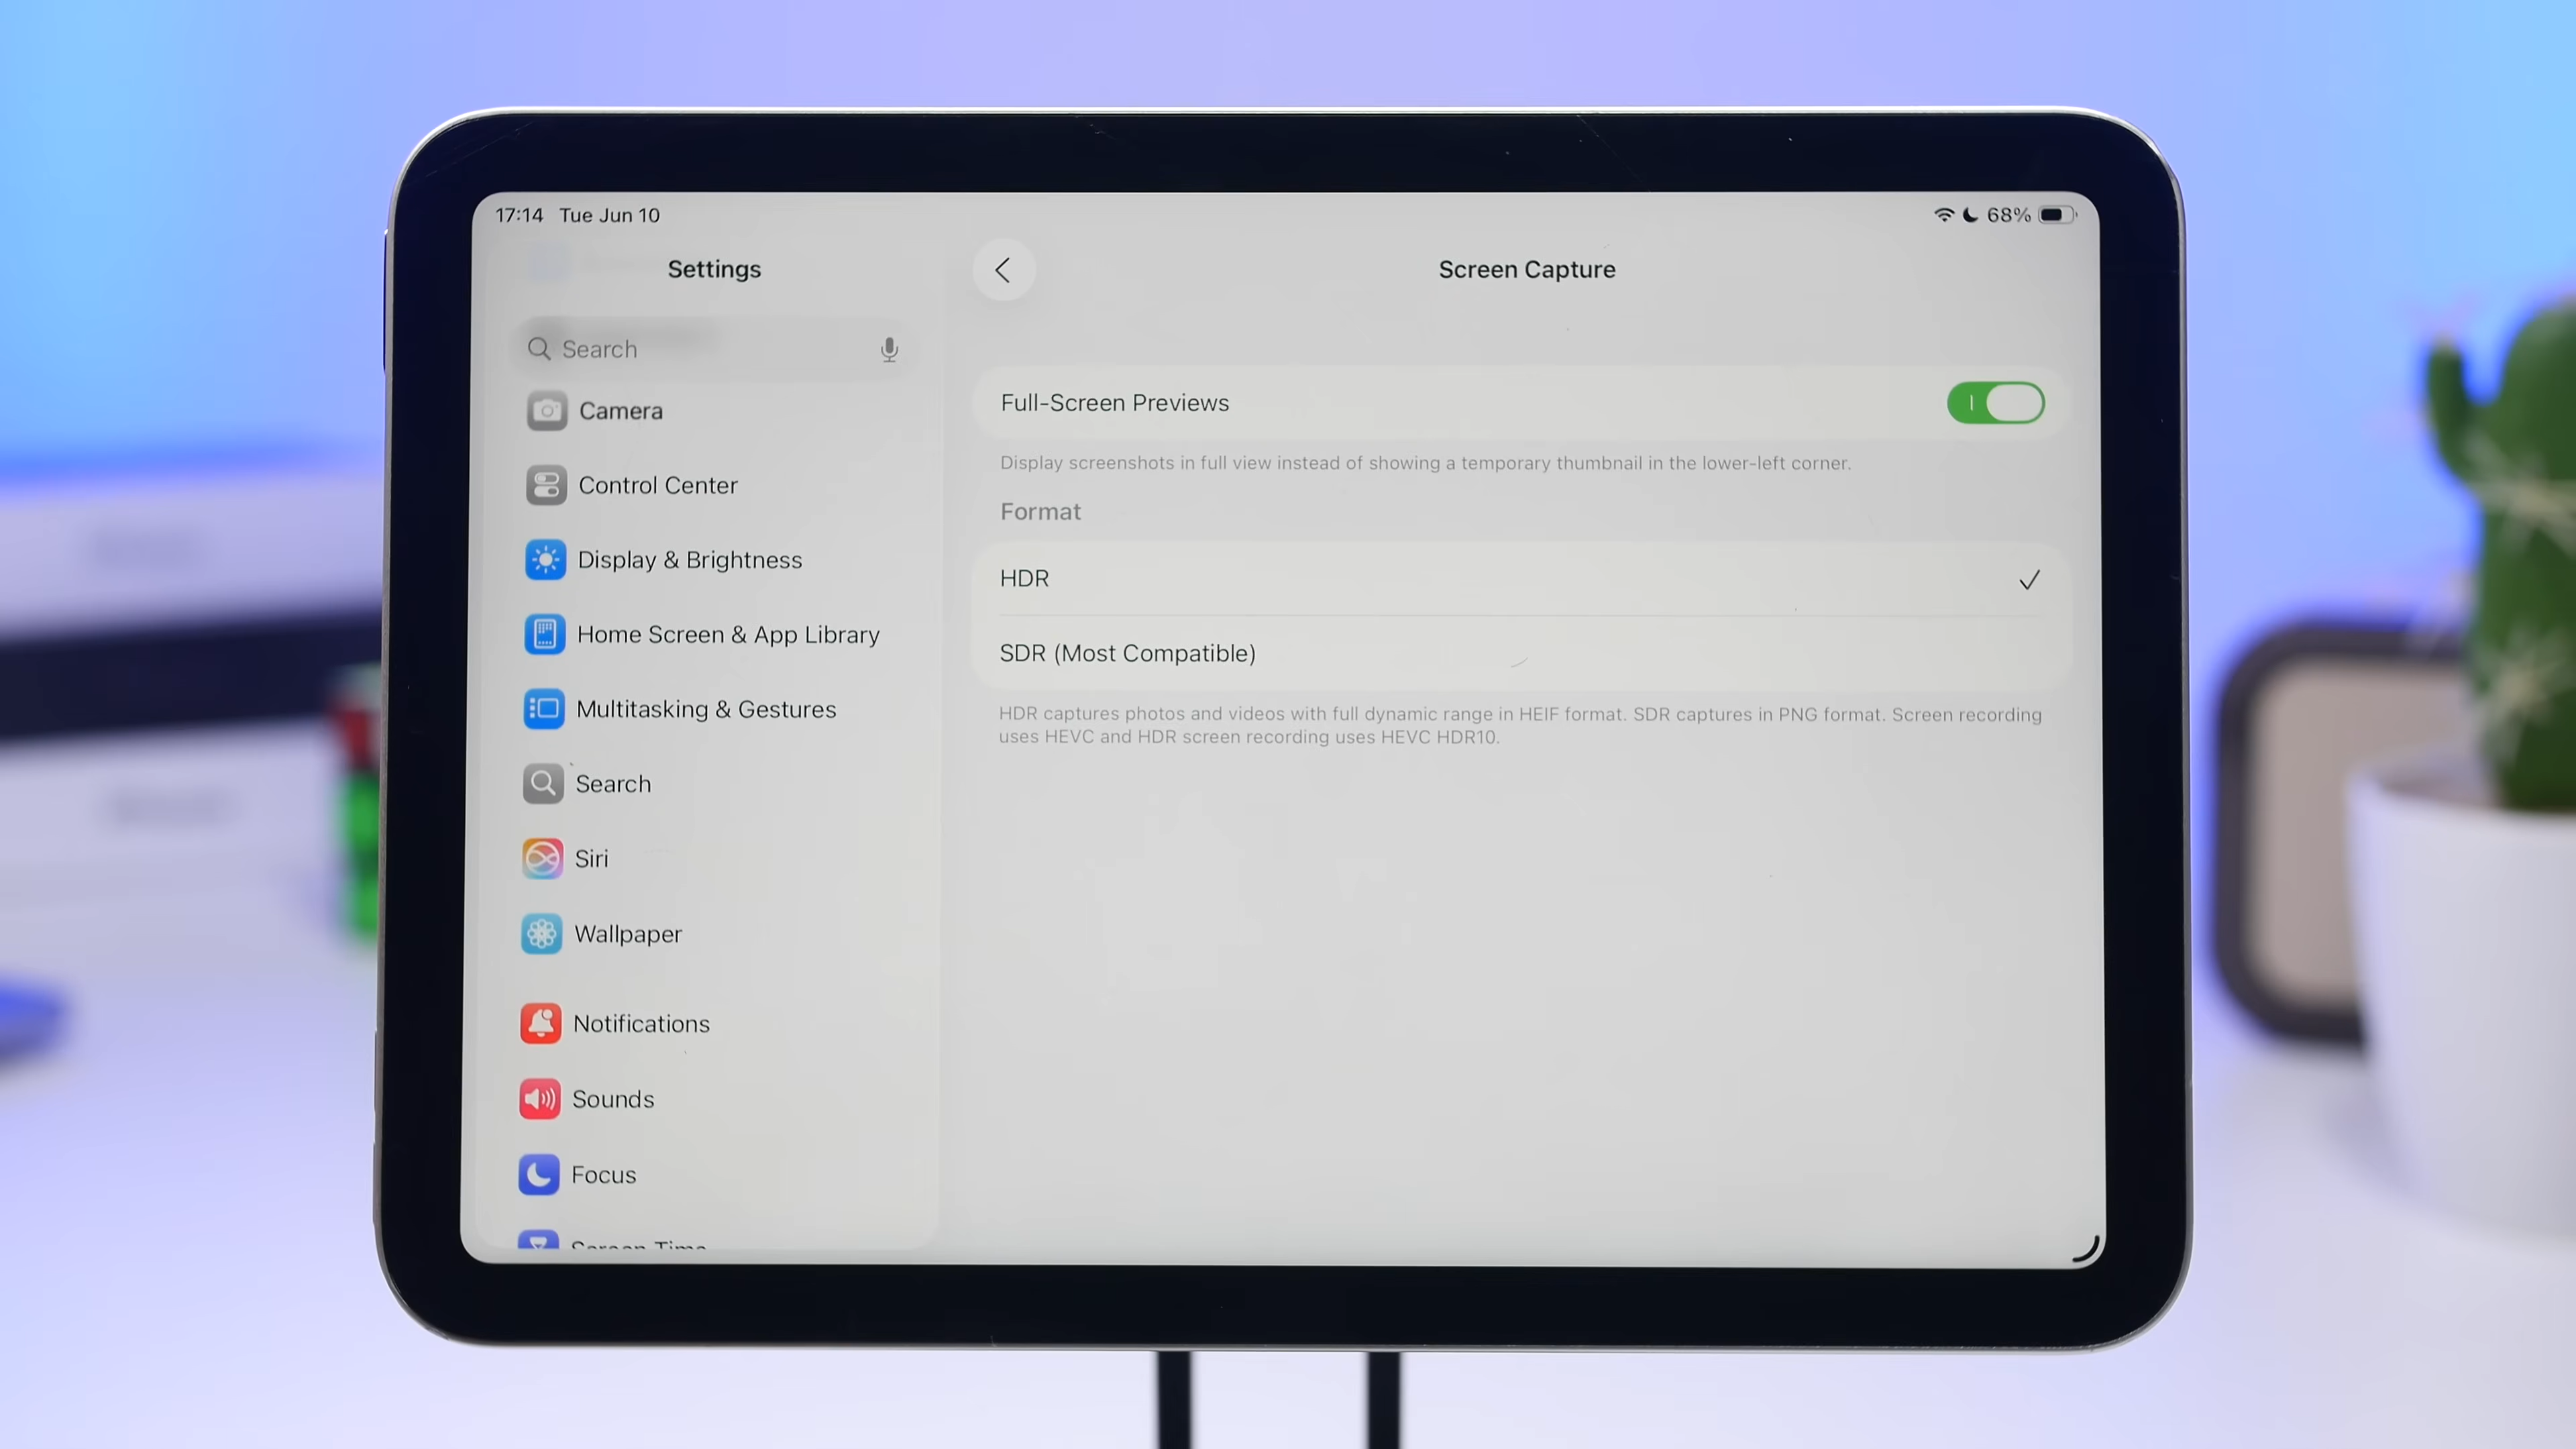 17:14 Tue Jun 10
68%
Settings
Search
Camera
Control Center
Display & Brightness
Home Screen & App Library
Multitasking & Gestures
Search
Siri
Wallpaper
Notifications
Sounds
Focus
Screen Time
Screen Capture
Full-Screen Previews
Display screenshots in full view instead of showing a temporary thumbnail in the lower-left corner.
Format
HDR
SDR (Most Compatible)
HDR captures photos and videos with full dynamic range in HEIF format. SDR captures in PNG format. Screen recording
uses HEVC and HDR screen recording uses HEVC HDR10.